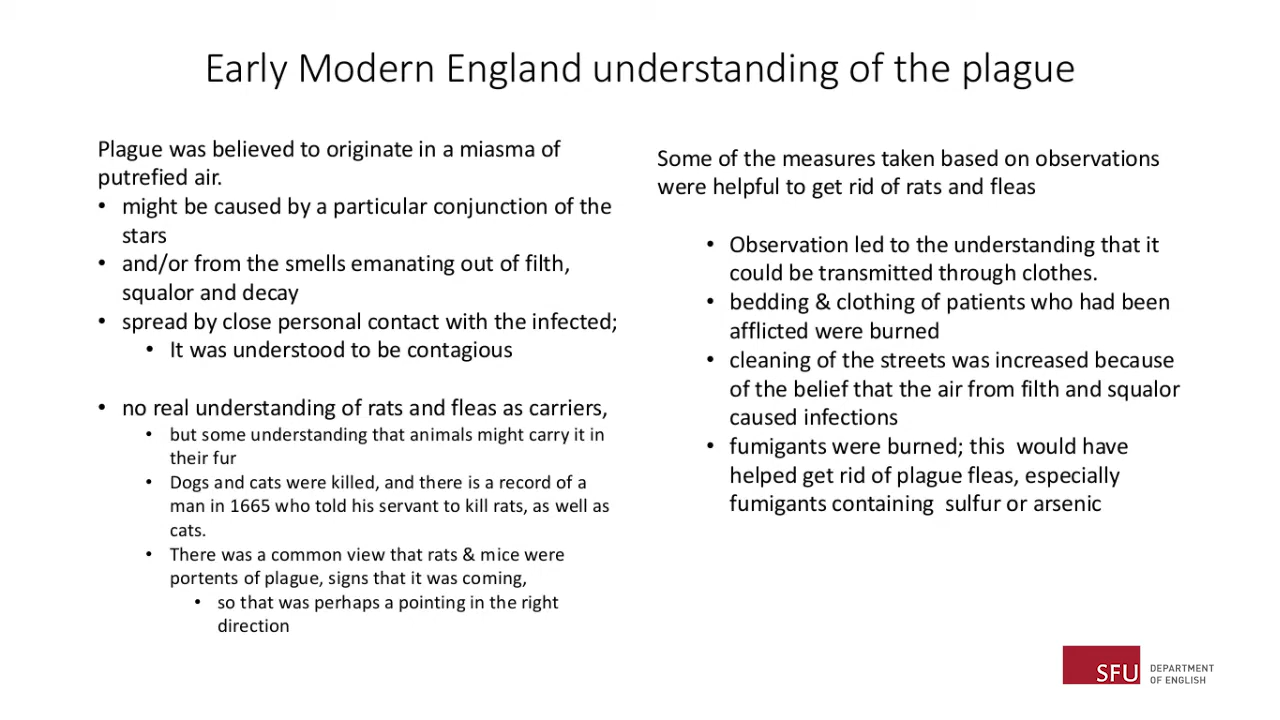 Early Modern England understanding of the plague
Plague was believed to originate in a miasma of
putrefied air.
• might be caused by a particular conjunction of the
stars
• and/or from the smells emanating out of filth,
squalor and decay
• spread by close personal contact with the infected;
• It was understood to be contagious
• no real understanding of rats and fleas as carriers,
• but some understanding that animals might carry it in
their fur
• Dogs and cats were killed, and there is a record of a
man in 1665 who told his servant to kill rats, as well as
cats.
• There was a common view that rats & mice were
portents of plague, signs that it was coming,
• so that was perhaps a pointing in the right
direction
Some of the measures taken based on observations
were helpful to get rid of rats and fleas
• Observation led to the understanding that it
could be transmitted through clothes.
• bedding & clothing of patients who had been
afflicted were burned
• cleaning of the streets was increased because
of the belief that the air from filth and squalor
caused infections
• fumigants were burned; this  would have
helped get rid of plague fleas, especially
fumigants containing  sulfur or arsenic
SFU
DEPARTMENT
OF ENGLISH